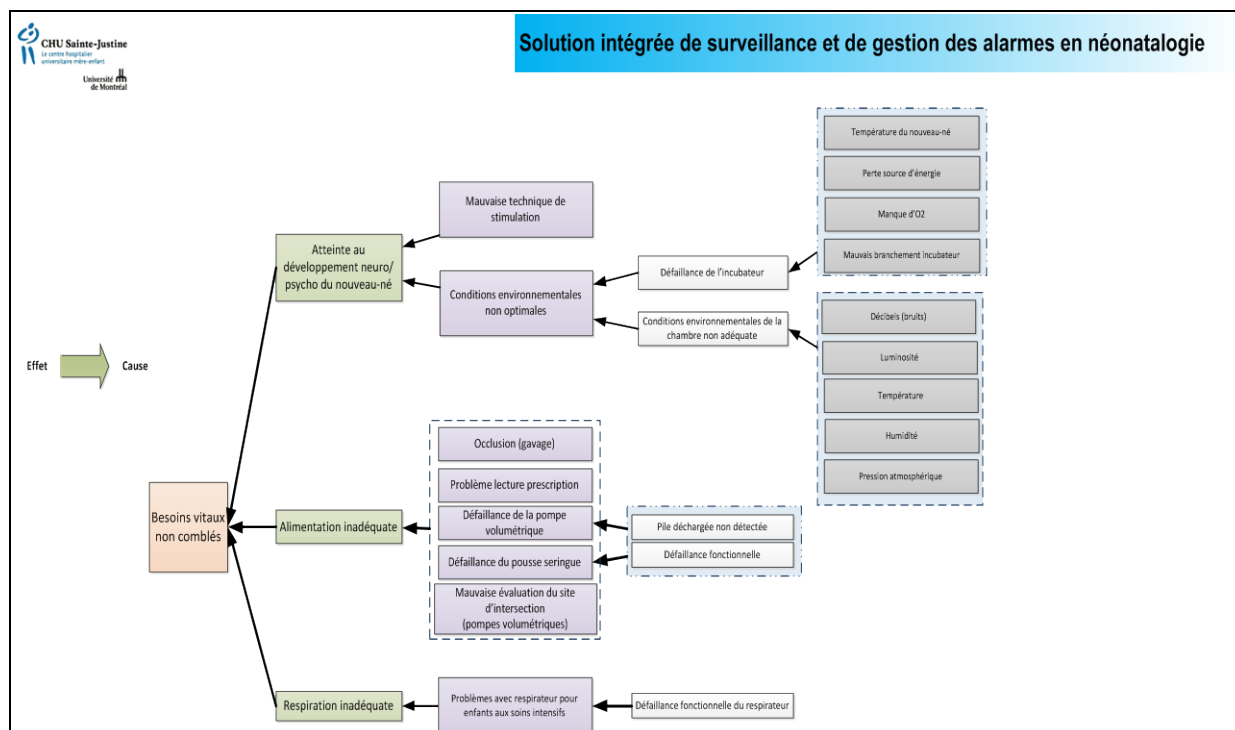 CHU Sainte-Justine
Le centre hospitalier
universitaire mère-enfant
Université
de Montréal
Solution intégrée de surveillance et de gestion des alarmes en néonatalogie
Température du nouveau-né
Perte source d'énergie
Manque d'O2
Mauvais branchement incubateur
Mauvaise technique de
stimulation
Atteinte au
développement neuro/
psycho du nouveau-né
Conditions environnementales
non optimales
Défaillance de l'incubateur
Conditions environnementales de la
chambre non adéquate
Décibels (bruits)
Luminosité
Température
Humidité
Pression atmosphérique
Effet
Cause
Occlusion (gavage)
Problème lecture prescription
Défaillance de la pompe
volumétrique
Défaillance du pousse seringue
Mauvaise évaluation du site
d'intersection
(pompes volumétriques)
Pile déchargée non détectée
Défaillance fonctionnelle
Besoins vitaux
non comblés
Alimentation inadéquate
Respiration inadéquate
Problèmes avec respirateur pour
enfants aux soins intensifs
Défaillance fonctionnelle du respirateur